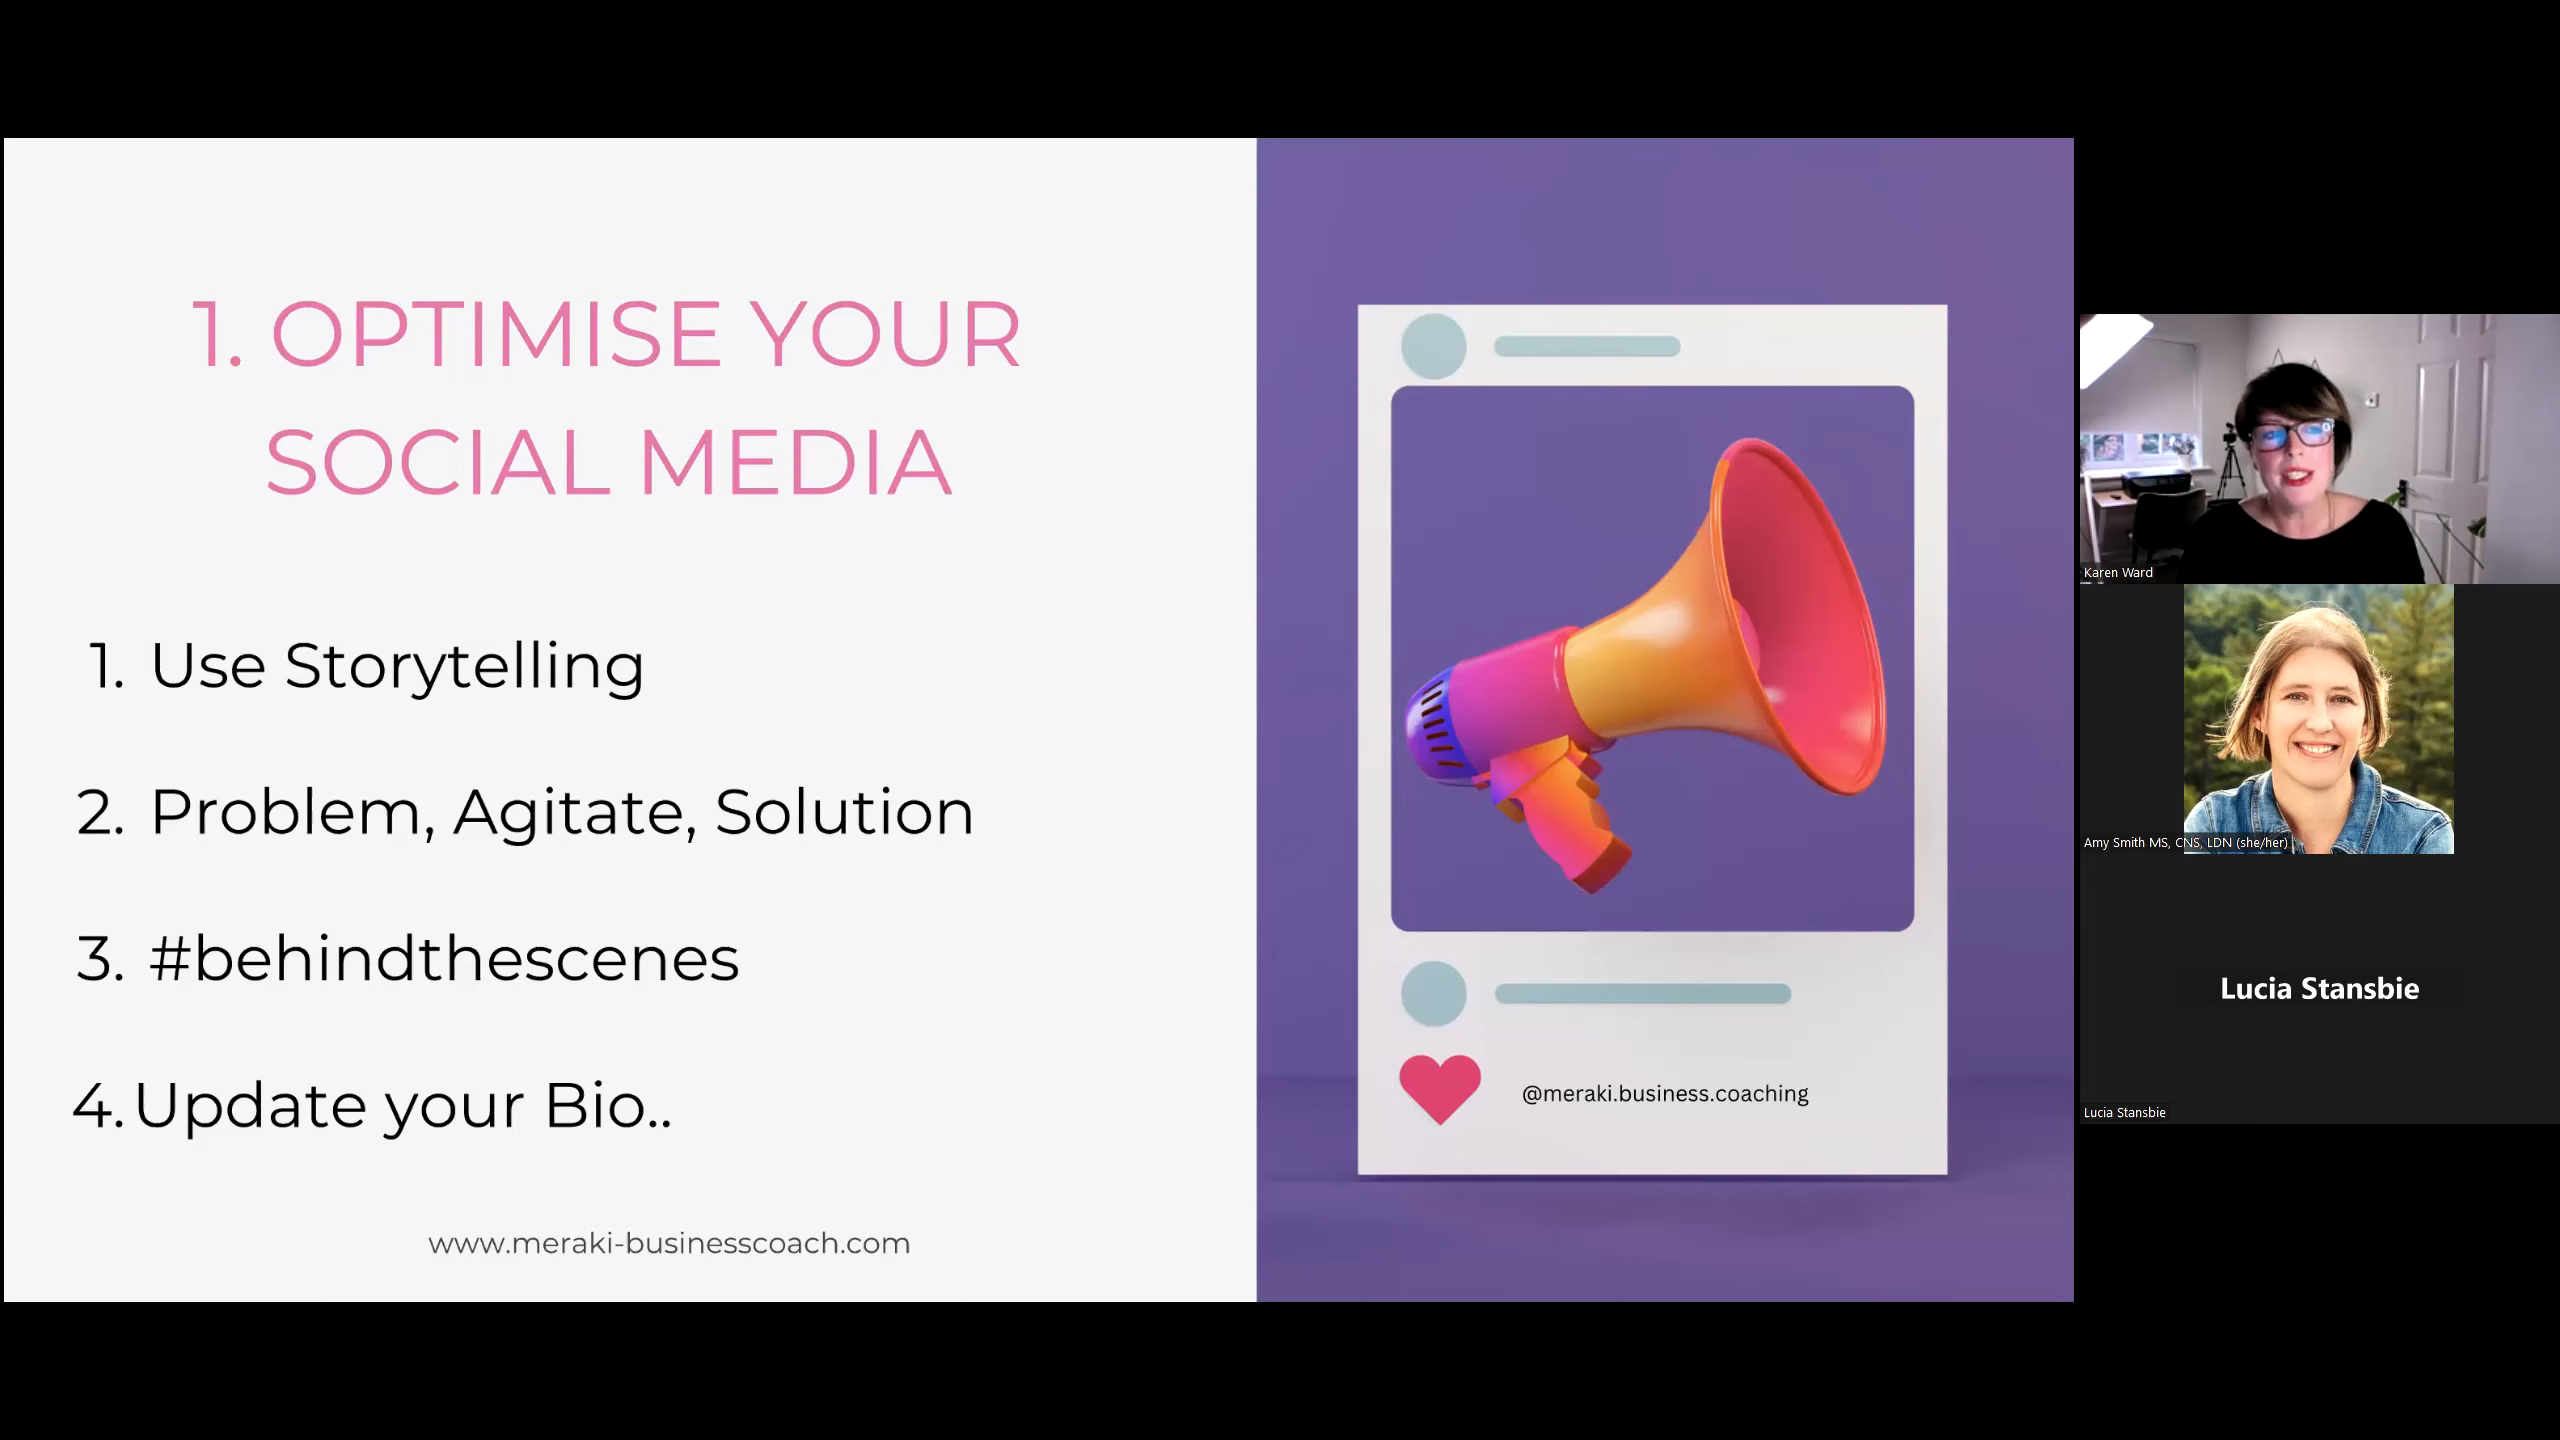 1. OPTIMISE YOUR
SOCIAL MEDIA
1. Use Storytelling
2. Problem, Agitate, Solution
3. #behindthescenes
4. Update your Bio..
www.meraki-businesscoach.com
@meraki.business.coaching
Karen Ward
Amy Smith MS, CNS, LDN (she/her)
Lucia Stansbie
Lucia Stansbie